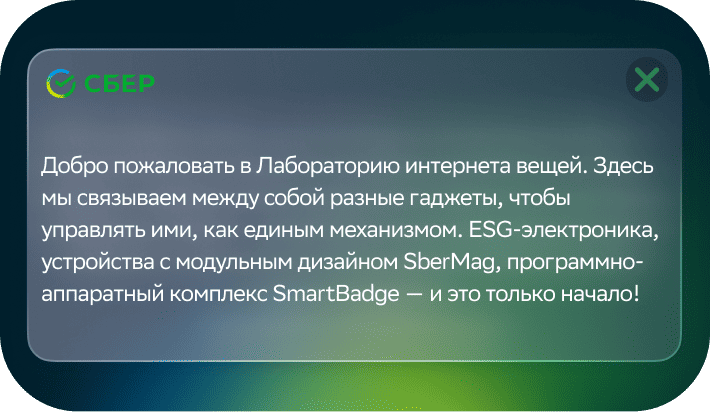 СБЕР
Добро пожаловать в Лабораторию интернета вещей. Здесь
мы связываем между собой разные гаджеты, чтобы
управлять ими, как единым механизмом. ESG-электроника,
устройства с модульным дизайном SberMag, программно-
аппаратный комплекс SmartBadge — и это только начало!